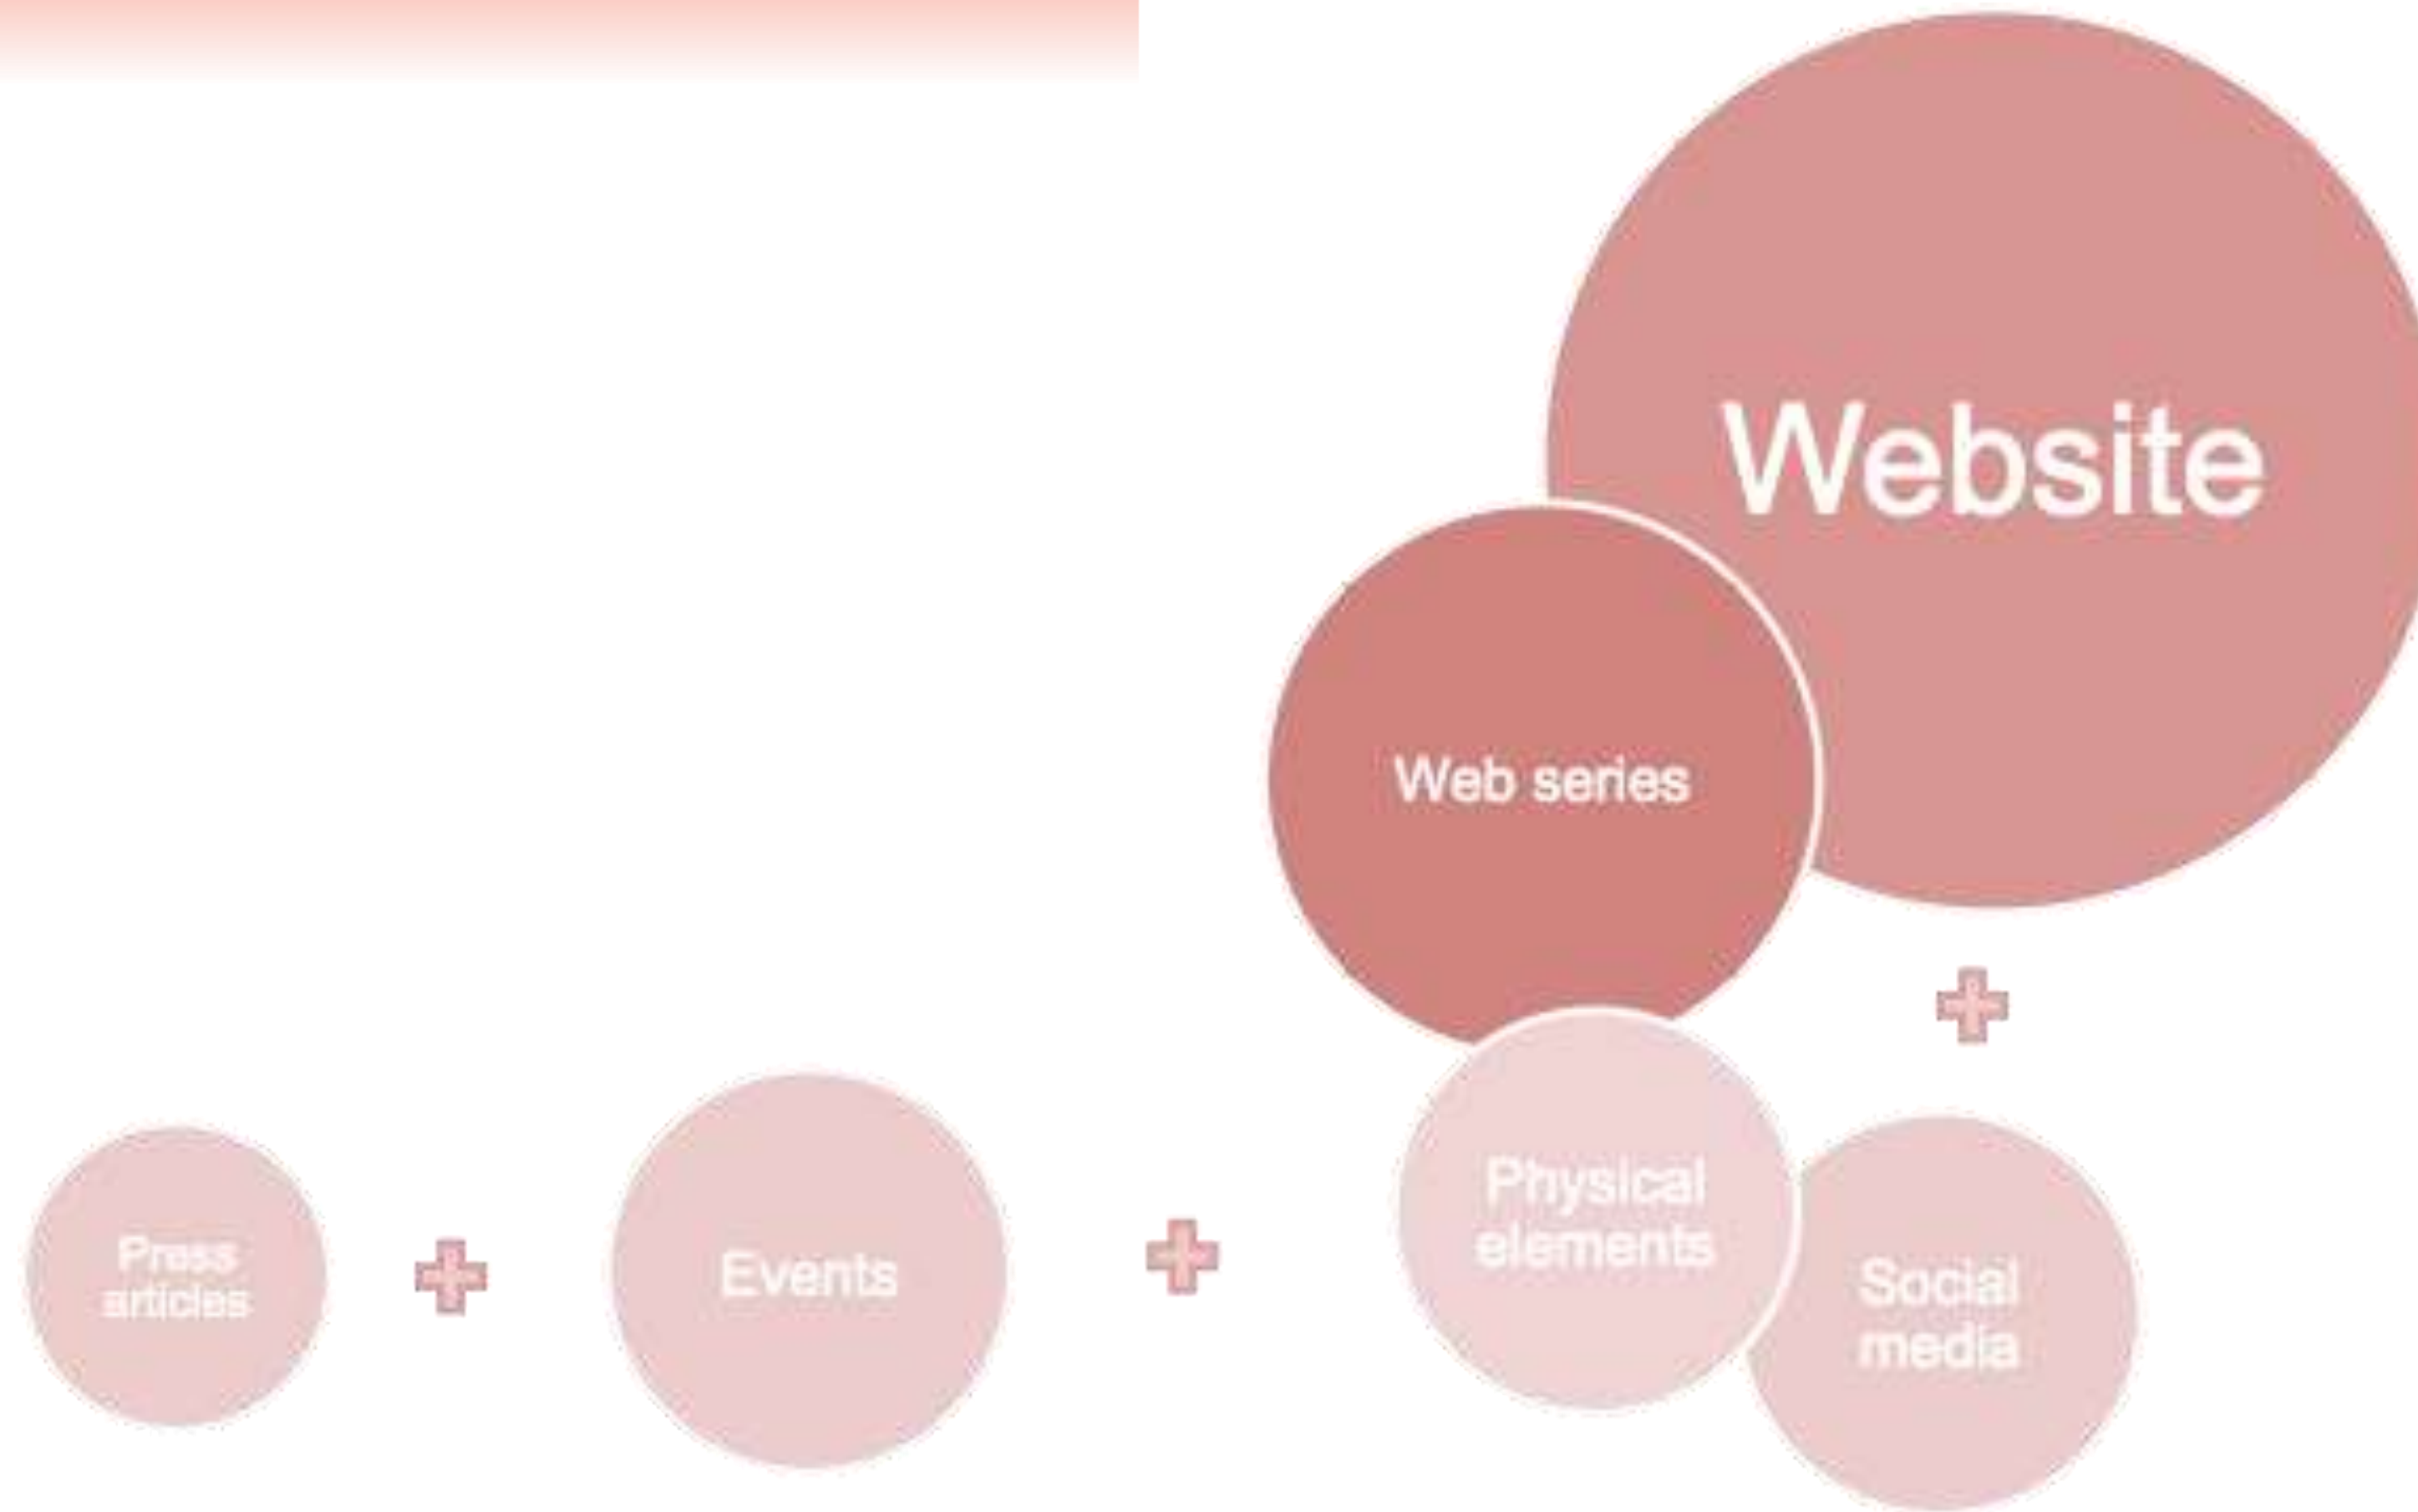 Website
Web series
Physical
elements
Social
media
Events
Press
articles